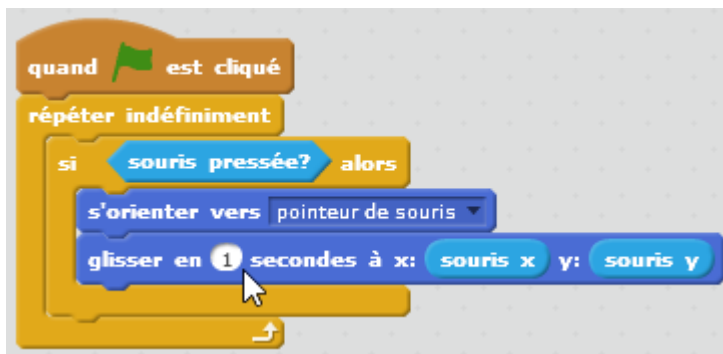 quand est cliqué
répéter indéfiniment
si souris pressée? alors
s'orienter vers pointeur de souris
glisser en 1 secondes à x: souris x y: souris y